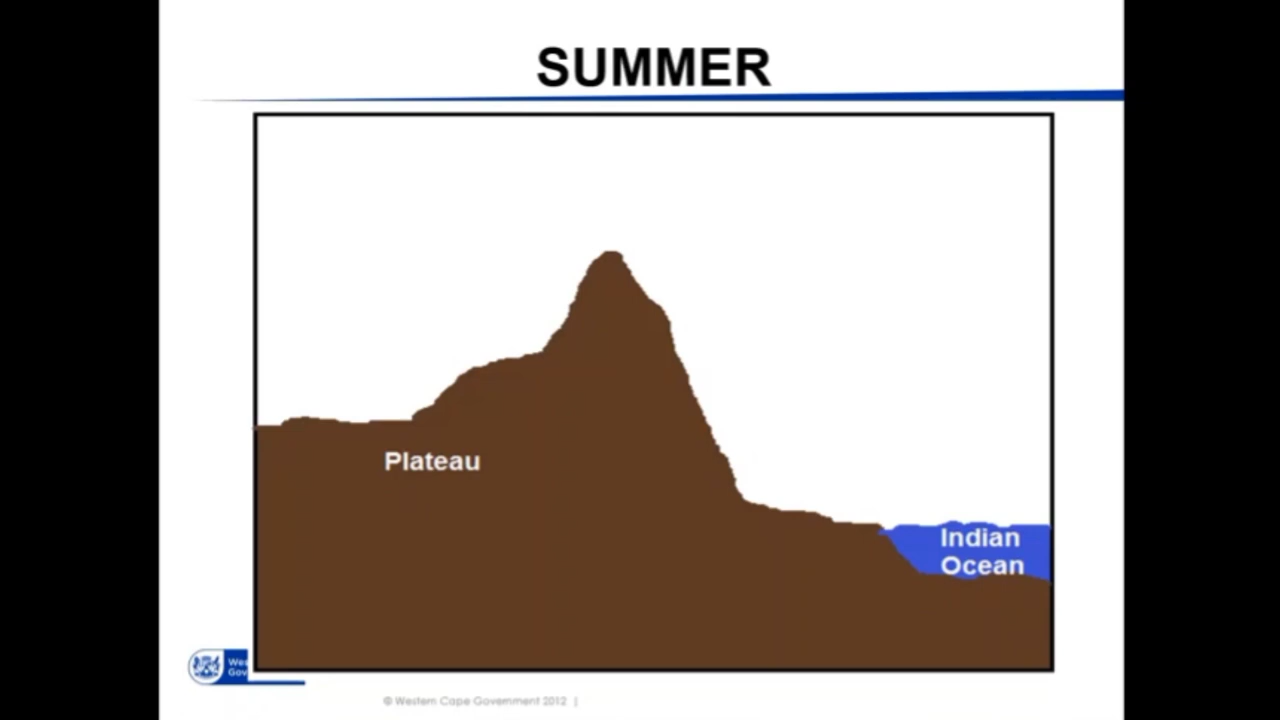 SUMMER
Plateau
Indian
Ocean
© Western Cape Government 2012 |